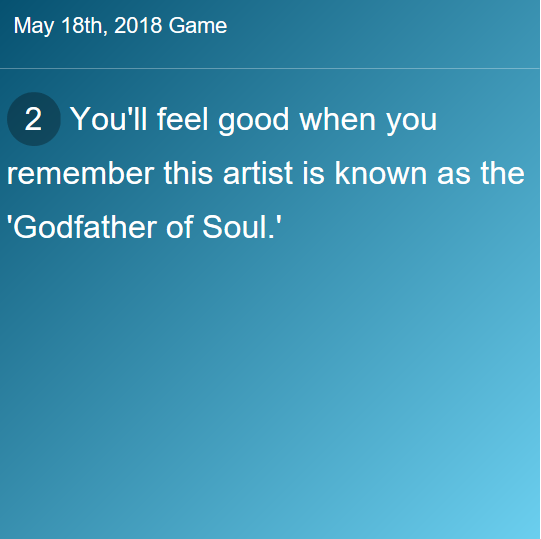 May 18th, 2018 Game
2 You'll feel good when you
remember this artist is known as the
'Godfather of Soul.'